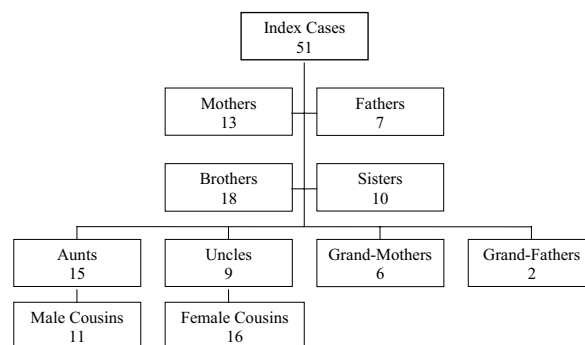 Index Cases
51
Mothers
13
Fathers
7
Brothers
18
Sisters
10
Aunts
15
Uncles
9
Grand-Mothers
6
Grand-Fathers
2
Male Cousins
11
Female Cousins
16